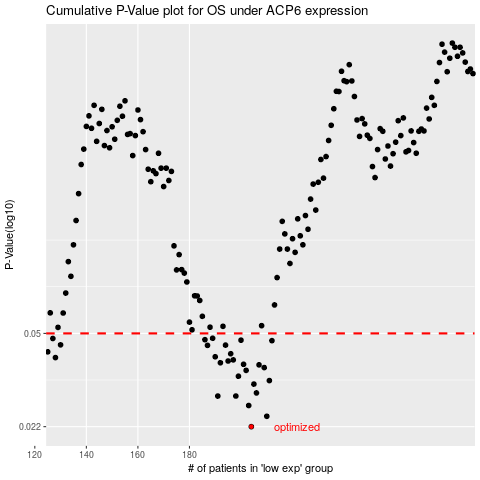 Cumulative P-Value plot for OS under ACP6 expression
P-Value(log10)
0.05
0.022
optimized
120 140 160 180
# of patients in 'low exp' group